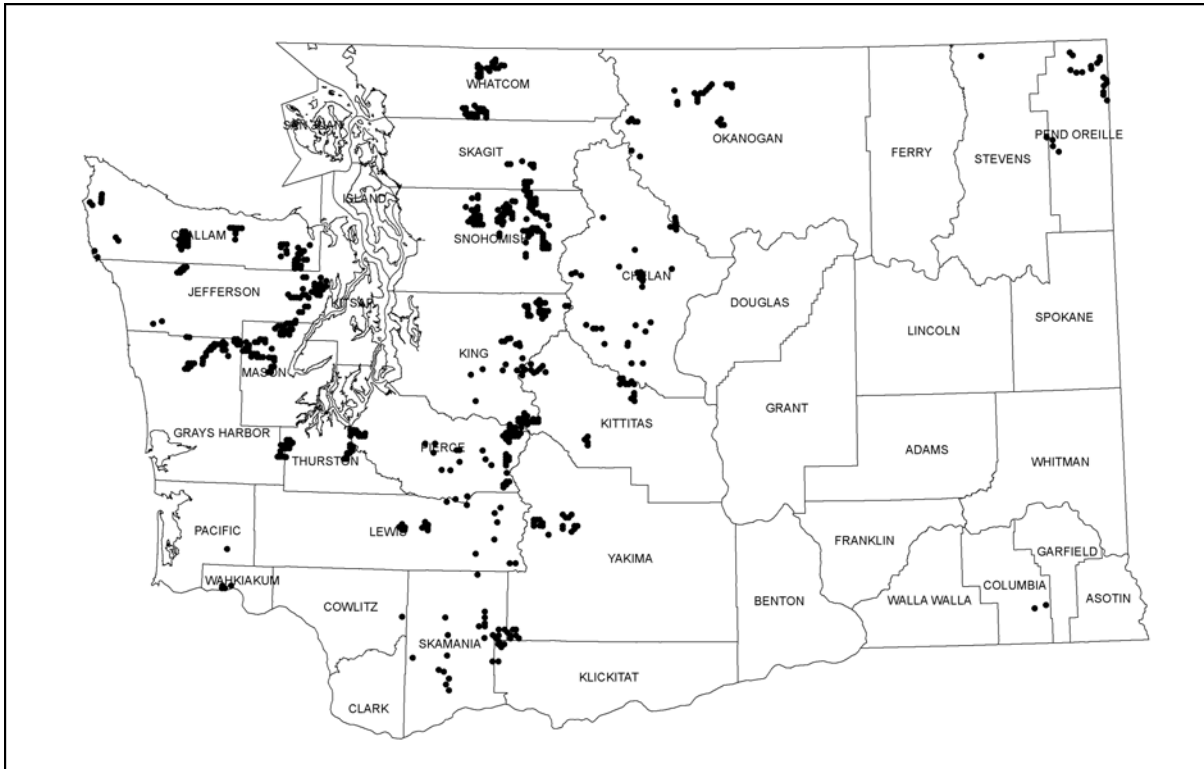 WHATCOM
SAN JUAN
SKAGIT
OKANOGAN
FERRY
STEVENS
PEND OREILLE
ISLAND
CLALLAM
SNOHOMISH
CHELAN
JEFFERSON
KITSAP
DOUGLAS
LINCOLN
SPOKANE
KING
MASON
GRANT
GRAYS HARBOR
KITTITAS
PIERCE
THURSTON
ADAMS
WHITMAN
PACIFIC
LEWIS
YAKIMA
FRANKLIN
GARFIELD
WAHKIAKUM
COLUMBIA
COWLITZ
BENTON
WALLA WALLA
ASOTIN
SKAMANIA
KLICKITAT
CLARK